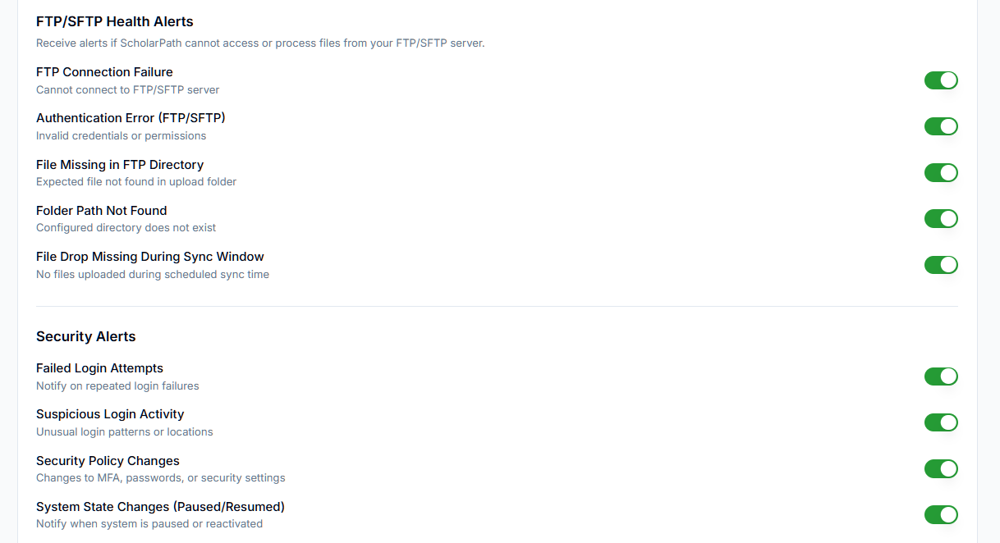 FTP/SFTP Health Alerts
Receive alerts if ScholarPath cannot access or process files from your FTP/SFTP server.
FTP Connection Failure
Cannot connect to FTP/SFTP server
Authentication Error (FTP/SFTP)
Invalid credentials or permissions
File Missing in FTP Directory
Expected file not found in upload folder
Folder Path Not Found
Configured directory does not exist
File Drop Missing During Sync Window
No files uploaded during scheduled sync time
Security Alerts
Failed Login Attempts
Notify on repeated login failures
Suspicious Login Activity
Unusual login patterns or locations
Security Policy Changes
Changes to MFA, passwords, or security settings
System State Changes (Paused/Resumed)
Notify when system is paused or reactivated